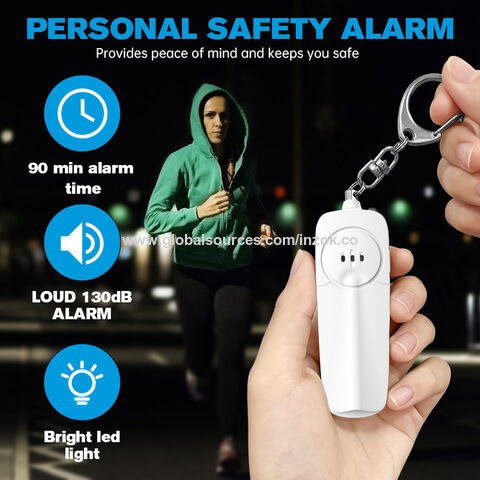 PERSONAL SAFETY ALARM
Provides peace of mind and keeps you safe
90 min alarm
time
www.globalsources.com/inzok.co
LOUD 130dB
ALARM
Bright led
light